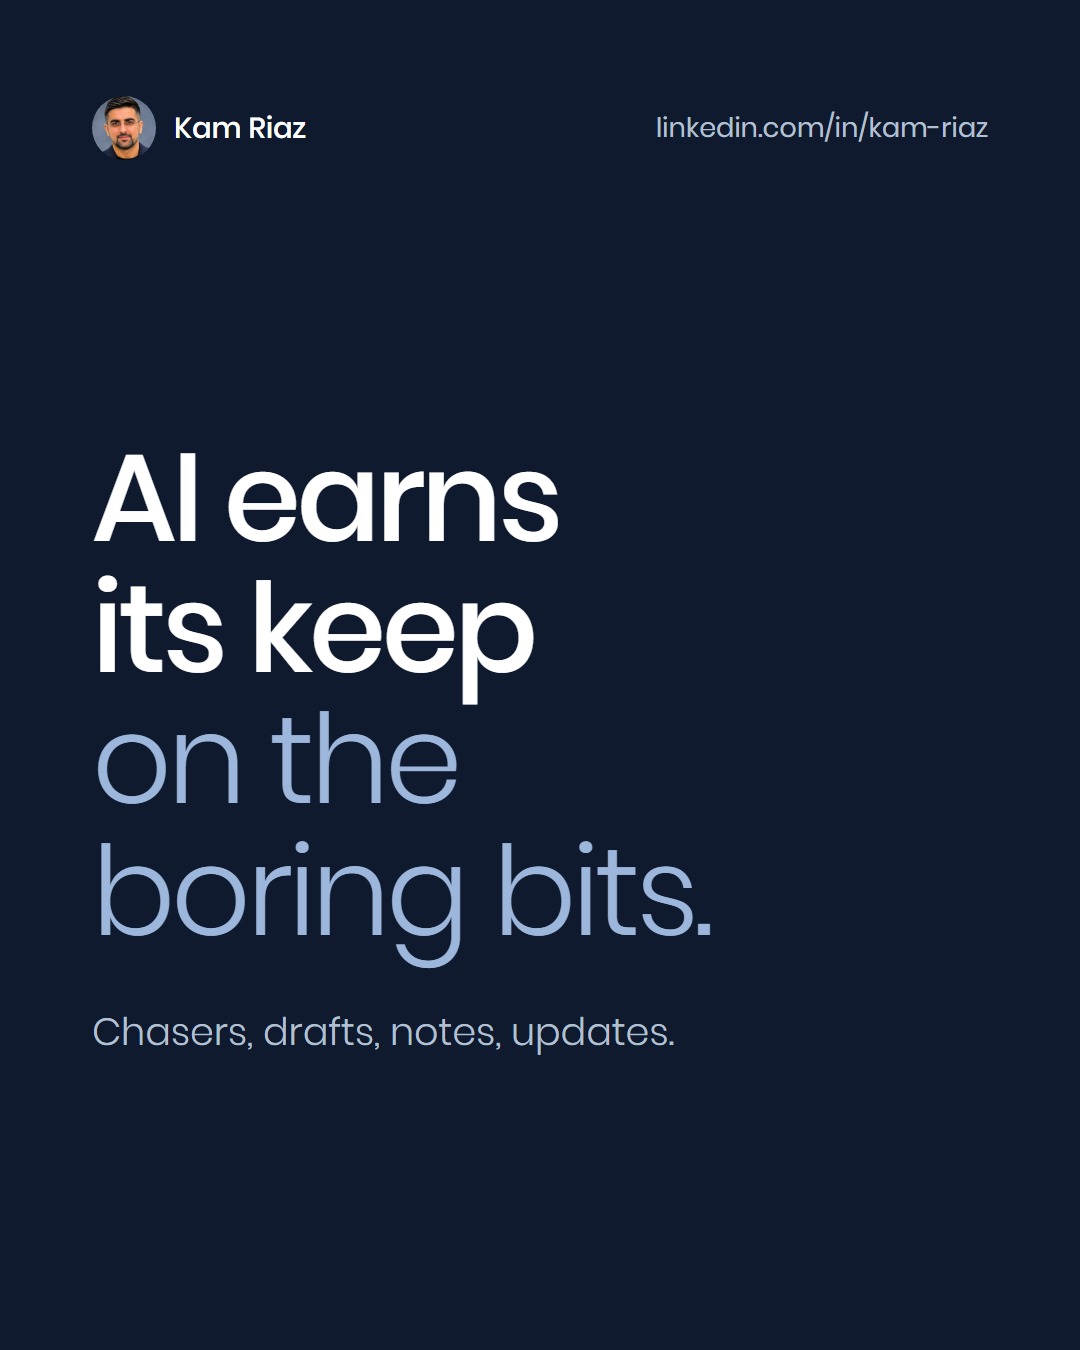 Kam Riaz
linkedin.com/in/kam-riaz
AI earns
its keep
on the
boring bits.
Chasers, drafts, notes, updates.